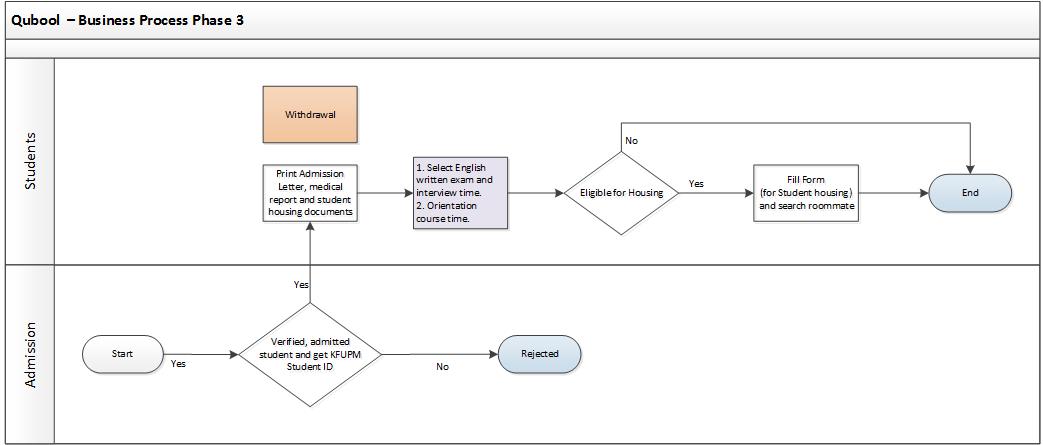 Qubool – Business Process Phase 3
Students
Withdrawal
Print Admission
Letter, medical
report and student
housing documents
1. Select English
written exam and
interview time.
2. Orientation
course time.
Eligible for Housing
No
Yes
Fill Form
(for Student housing)
and search roommate
End
Admission
Start
Yes
Verified, admitted
student and get KFUPM
Student ID
Yes
No
Rejected